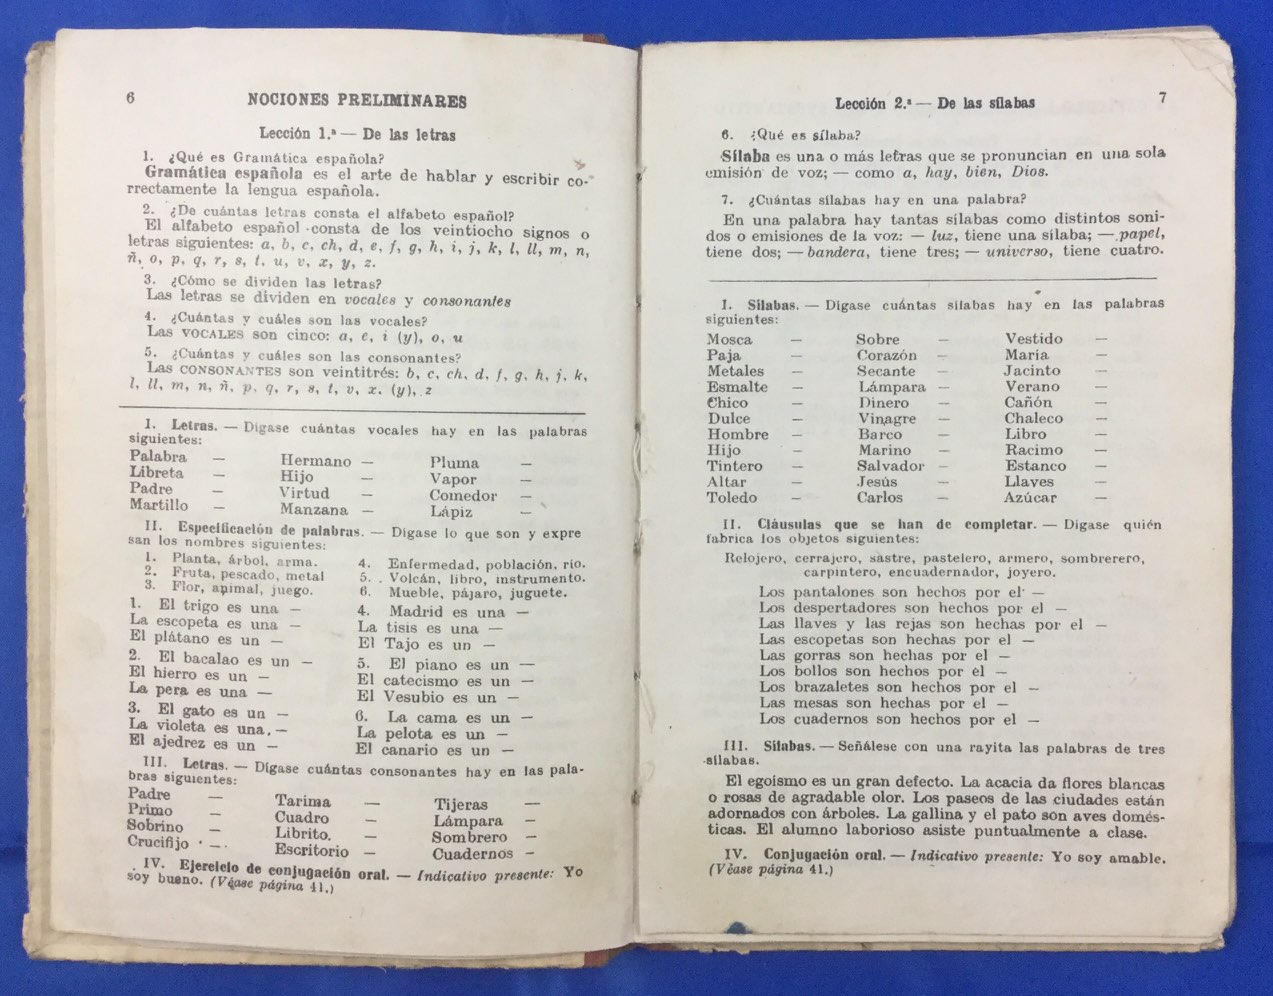 6
NOCIONES PRELIMINARES
Lección 1.ª — De las letras
1. ¿Qué es Gramática española?
Gramática española es el arte de hablar y escribir co-
rrectamente la lengua española.
2. ¿De cuántas letras consta el alfabeto español?
El alfabeto español consta de los veintiocho signos o
letras siguientes: a, b, c, ch, d, e, f, g, h, i, j, k, l, ll, m, n,
ñ, o, p, q, r, s, t, u, v, x, y, z.
3. ¿Cómo se dividen las letras?
Las letras se dividen en vocales y consonantes
4. ¿Cuántas y cuáles son las vocales?
Las VOCALES son cinco: a, e, i (y), o, u
5. ¿Cuántas y cuáles son las consonantes?
Las CONSONANTES son veintitrés: b, c, ch, d, f, g, h, j, k,
l, ll, m, n, ñ, p, q, r, s, t, v, x. (y), z
I. Letras. — Dígase cuántas vocales hay en las palabras
siguientes:
Palabra — Hermano — Pluma —
Libreta — Hijo — Vapor —
Padre — Virtud — Comedor —
Martillo — Manzana — Lápiz —
II. Especificación de palabras. — Dígase lo que son y expre
san los nombres siguientes:
1. Planta, árbol, arma. 4. Enfermedad, población, río.
2. Fruta, pescado, metal 5. Volcán, libro, instrumento.
3. Flor, animal, juego. 6. Mueble, pájaro, juguete.
1. El trigo es una — 4. Madrid es una —
La escopeta es una — La tisis es una —
El plátano es un — El Tajo es un —
2. El bacalao es un — 5. El piano es un —
El hierro es un — El catecismo es un —
La pera es una — El Vesubio es un —
3. El gato es un — 6. La cama es un —
La violeta es una. — La pelota es un —
El ajedrez es un — El canario es un —
III. Letras. — Dígase cuántas consonantes hay en las pala-
bras siguientes:
Padre — Tarima — Tijeras —
Primo — Cuadro — Lámpara —
Sobrino — Librito. — Sombrero —
Crucifijo — Escritorio — Cuadernos —
IV. Ejercicio de conjugación oral. — Indicativo presente: Yo
soy bueno. (Véase página 41.)
Lección 2.ª — De las sílabas
7
6. ¿Qué es sílaba?
Sílaba es una o más letras que se pronuncian en una sola
emisión de voz; — como a, hay, bien, Dios.
7. ¿Cuántas sílabas hay en una palabra?
En una palabra hay tantas sílabas como distintos soni-
dos o emisiones de la voz: — luz, tiene una sílaba; — papel,
tiene dos; — bandera, tiene tres; — universo, tiene cuatro.
I. Sílabas. — Dígase cuántas sílabas hay en las palabras
siguientes:
Mosca — Sobre — Vestido —
Paja — Corazón — María —
Metales — Secante — Jacinto —
Esmalte — Lámpara — Verano —
Chico — Dinero — Cañón —
Dulce — Vinagre — Chaleco —
Hombre — Barco — Libro —
Hijo — Marino — Racimo —
Tintero — Salvador — Estanco —
Altar — Jesús — Llaves —
Toledo — Carlos — Azúcar —
II. Cláusulas que se han de completar. — Dígase quién
fabrica los objetos siguientes:
Relojero, cerrajero, sastre, pastelero, armero, sombrerero,
carpintero, encuadernador, joyero.
Los pantalones son hechos por el —
Los despertadores son hechos por el —
Las llaves y las rejas son hechas por el —
Las escopetas son hechas por el —
Las gorras son hechas por el —
Los bollos son hechos por el —
Los brazaletes son hechos por el —
Las mesas son hechas por el —
Los cuadernos son hechos por el —
III. Sílabas. — Señálese con una rayita las palabras de tres
sílabas.
El egoísmo es un gran defecto. La acacia da flores blancas
o rosas de agradable olor. Los paseos de las ciudades están
adornados con árboles. La gallina y el pato son aves domés-
ticas. El alumno laborioso asiste puntualmente a clase.
IV. Conjugación oral. — Indicativo presente: Yo soy amable.
(Véase página 41.)